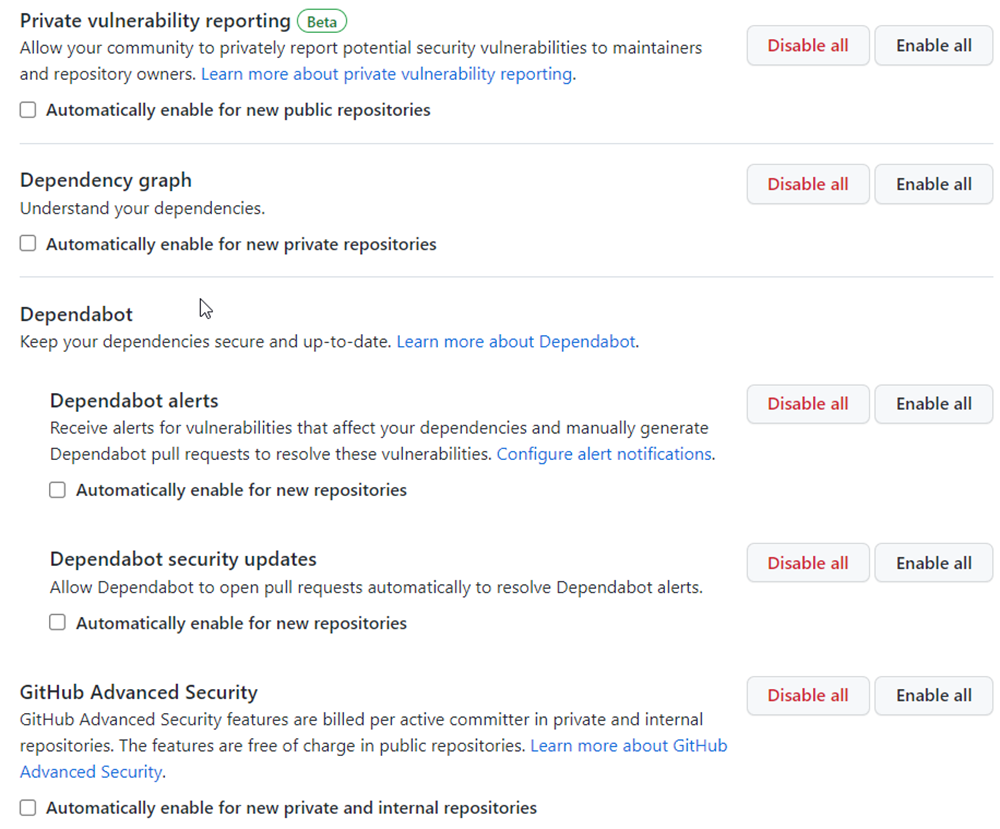 Private vulnerability reporting Beta
Allow your community to privately report potential security vulnerabilities to maintainers
and repository owners. Learn more about private vulnerability reporting.
Disable all Enable all
Automatically enable for new public repositories
Dependency graph
Understand your dependencies.
Disable all Enable all
Automatically enable for new private repositories
Dependabot
Keep your dependencies secure and up-to-date. Learn more about Dependabot.
Dependabot alerts
Receive alerts for vulnerabilities that affect your dependencies and manually generate
Dependabot pull requests to resolve these vulnerabilities. Configure alert notifications.
Disable all Enable all
Automatically enable for new repositories
Dependabot security updates
Allow Dependabot to open pull requests automatically to resolve Dependabot alerts.
Disable all Enable all
Automatically enable for new repositories
GitHub Advanced Security
GitHub Advanced Security features are billed per active committer in private and internal
repositories. The features are free of charge in public repositories. Learn more about GitHub
Advanced Security.
Disable all Enable all
Automatically enable for new private and internal repositories